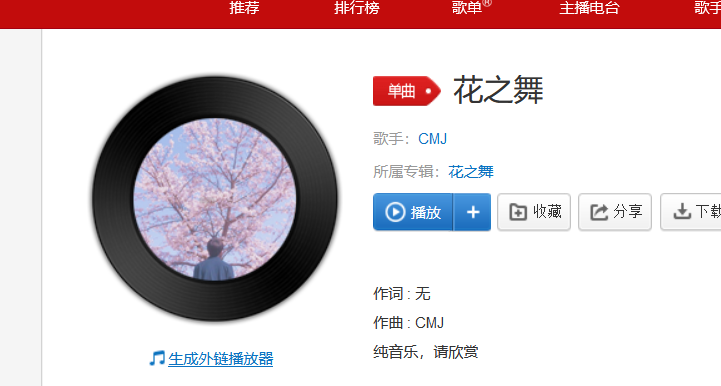 推荐 排行榜 歌单® 主播电台 歌手
单曲 花之舞
歌手：CMJ
所属专辑：花之舞
播放 + 收藏 分享 下载
作词 : 无
作曲 : CMJ
纯音乐，请欣赏
生成外链播放器